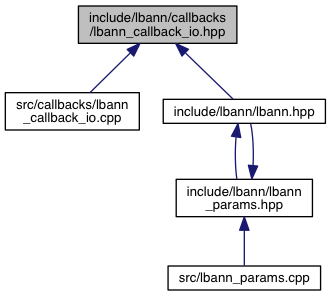 include/lbann/callbacks
/lbann_callback_io.hpp
src/callbacks/lbann
_callback_io.cpp
include/lbann/lbann.hpp
include/lbann/lbann
_params.hpp
src/lbann_params.cpp